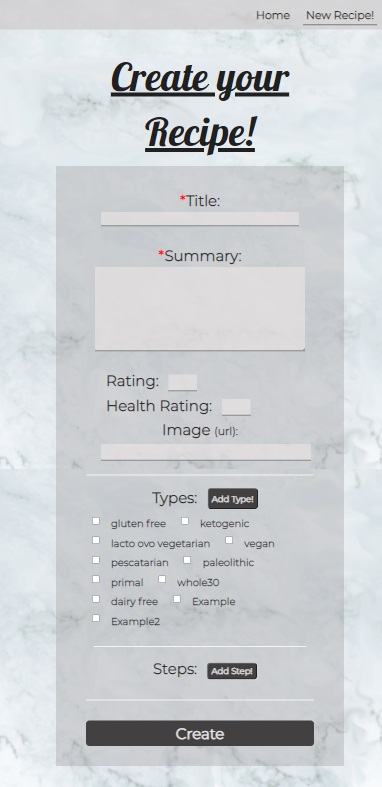 Home New Recipe!
Create your
Recipe!
*Title:
*Summary:
Rating:
Health Rating:
Image (url):
Types: Add Type!
gluten free ketogenic
lacto ovo vegetarian vegan
pescatarian paleolithic
primal whole30
dairy free Example
Example2
Steps: Add Step!
Create